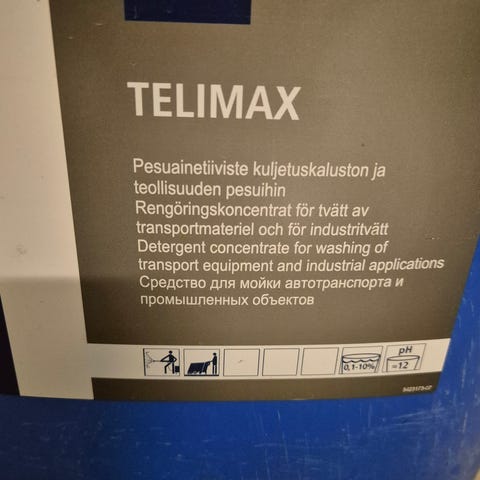 TELIMAX
Pesuainetiiviste kuljetuskaluston ja
teollisuuden pesuihin
Rengöringskoncentrat för tvätt av
transportmateriel och för industritvätt
Detergent concentrate for washing of
transport equipment and industrial applications
Средство для мойки автотранспорта и
промышленных объектов
0,1-10%
pH
≈12